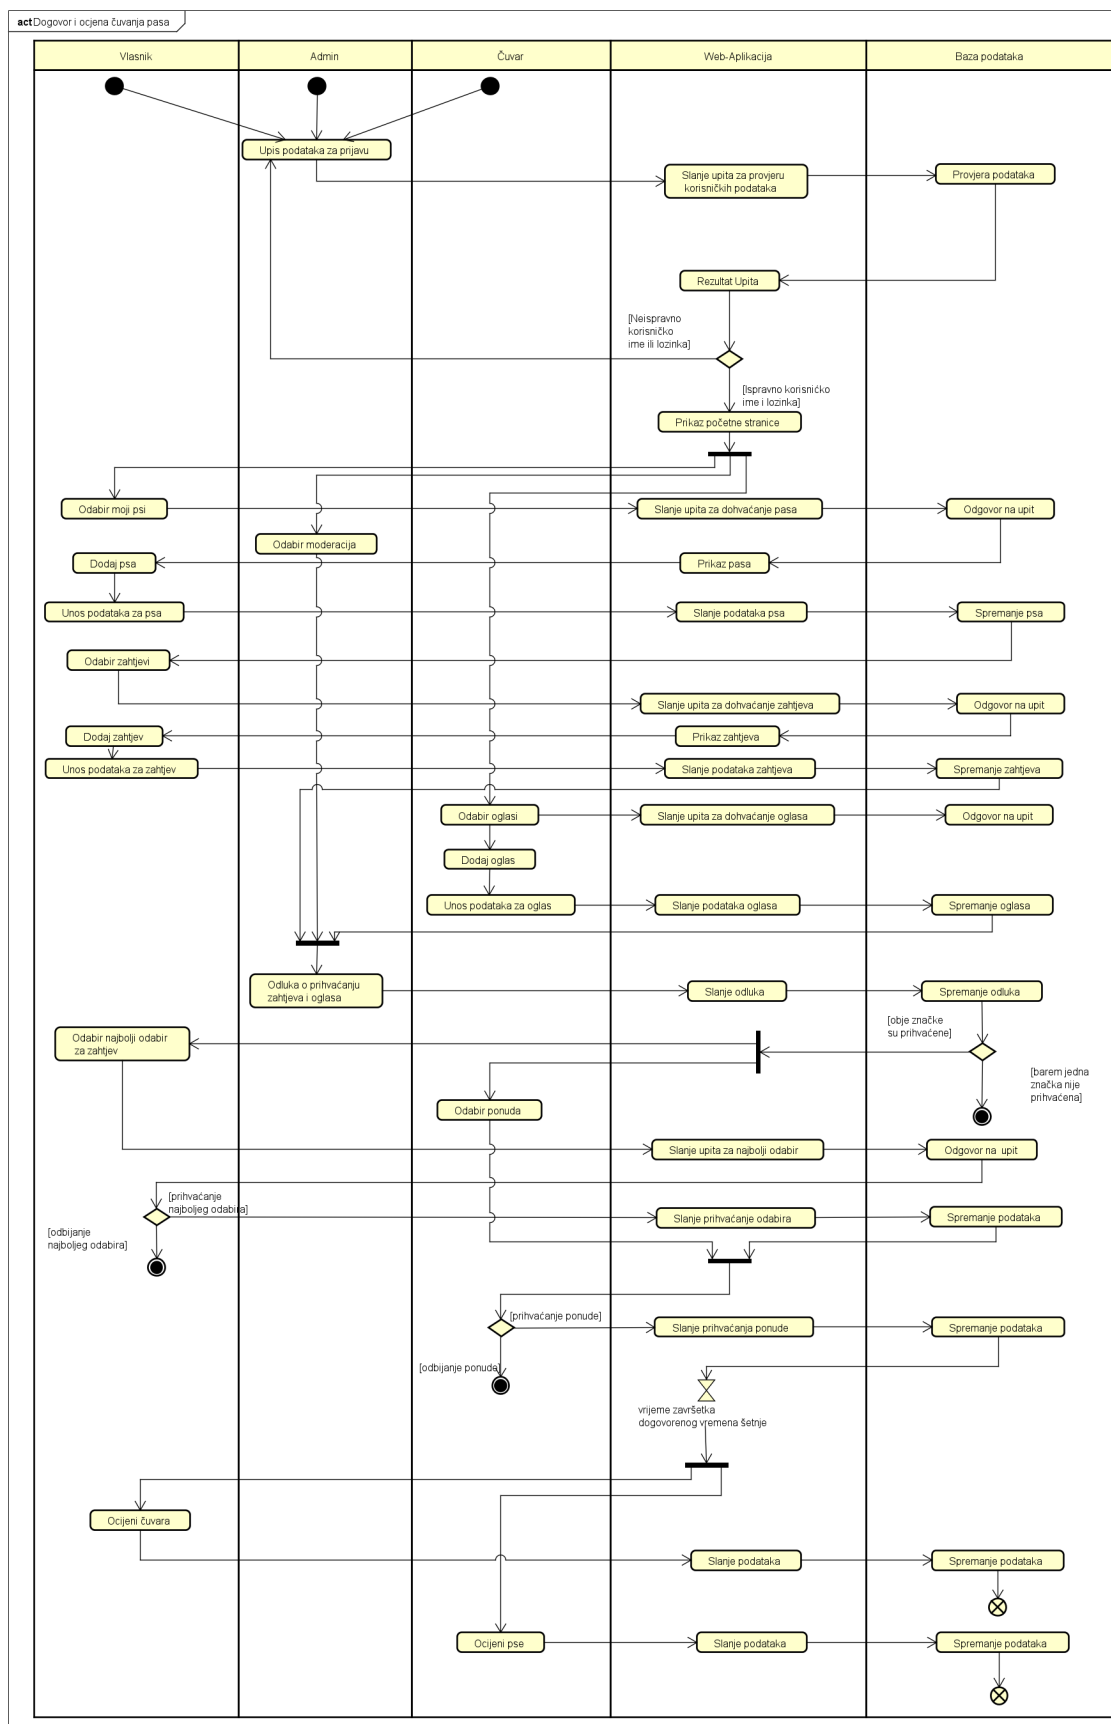 act Dogovor i ocjena čuvanja pasa
Vlasnik
Admin
Čuvar
Web-Aplikacija
Baza podataka
Upis podataka za prijavu
Slanje upita za provjeru
korisničkih podataka
Provjera podataka
Rezultat Upita
[Neispravno
korisničko
ime ili lozinka]
[Ispravno korisničko
ime i lozinka]
Prikaz početne stranice
Odabir moji psi
Slanje upita za dohvaćanje pasa
Odgovor na upit
Odabir moderacija
Dodaj psa
Prikaz pasa
Unos podataka za psa
Slanje podataka psa
Spremanje psa
Odabir zahtjevi
Slanje upita za dohvaćanje zahtjeva
Odgovor na upit
Dodaj zahtjev
Prikaz zahtjeva
Unos podataka za zahtjev
Slanje podataka zahtjeva
Spremanje zahtjeva
Odabir oglasi
Slanje upita za dohvaćanje oglasa
Odgovor na upit
Dodaj oglas
Unos podataka za oglas
Slanje podataka oglasa
Spremanje oglasa
Odluka o prihvaćanju
zahtjeva i oglasa
Slanje odluka
Spremanje odluka
[obje značke
su prihvaćene]
Odabir najbolji odabir
za zahtjev
[barem jedna
značka nije
prihvaćena]
Odabir ponuda
Slanje upita za najbolji odabir
Odgovor na upit
[prihvaćanje
najboljeg odabira]
[odbijanje
najboljeg odabira]
Slanje prihvaćanje odabira
Spremanje podataka
[prihvaćanje ponude]
Slanje prihvaćanja ponude
Spremanje podataka
[odbijanje ponude]
vrijeme završetka
dogovorenog vremena šetnje
Ocijeni čuvara
Slanje podataka
Spremanje podataka
Ocijeni pse
Slanje podataka
Spremanje podataka